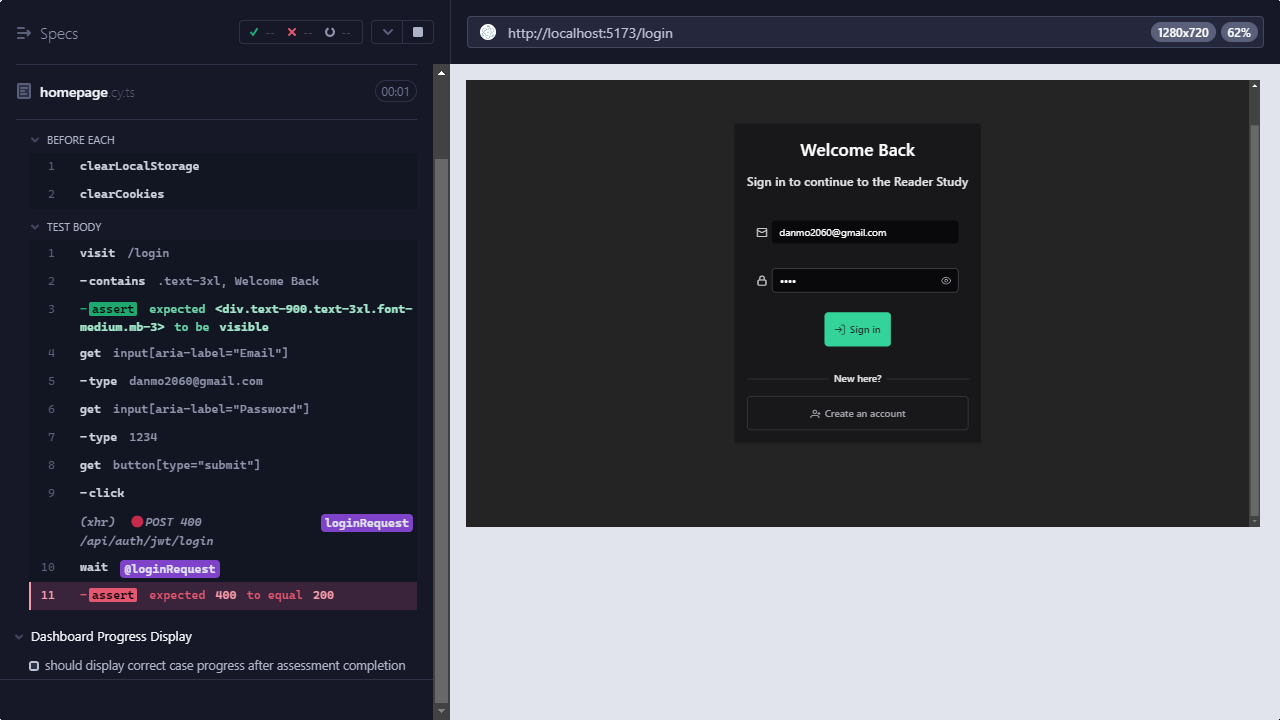 Specs
--
--
--
homepage.cy.ts
00:01
BEFORE EACH
1 clearLocalStorage
2 clearCookies
TEST BODY
1 visit /login
2 -contains .text-3xl, Welcome Back
3 -assert expected <div.text-900.text-3xl.font-
medium.mb-3> to be visible
4 get input[aria-label="Email"]
5 -type danmo2060@gmail.com
6 get input[aria-label="Password"]
7 -type 1234
8 get button[type="submit"]
9 -click
(xhr) POST 400 loginRequest
/api/auth/jwt/login
10 wait @loginRequest
11 -assert expected 400 to equal 200
Dashboard Progress Display
should display correct case progress after assessment completion
http://localhost:5173/login
1280x720
62%
Welcome Back
Sign in to continue to the Reader Study
danmo2060@gmail.com
••••
Sign in
New here?
Create an account